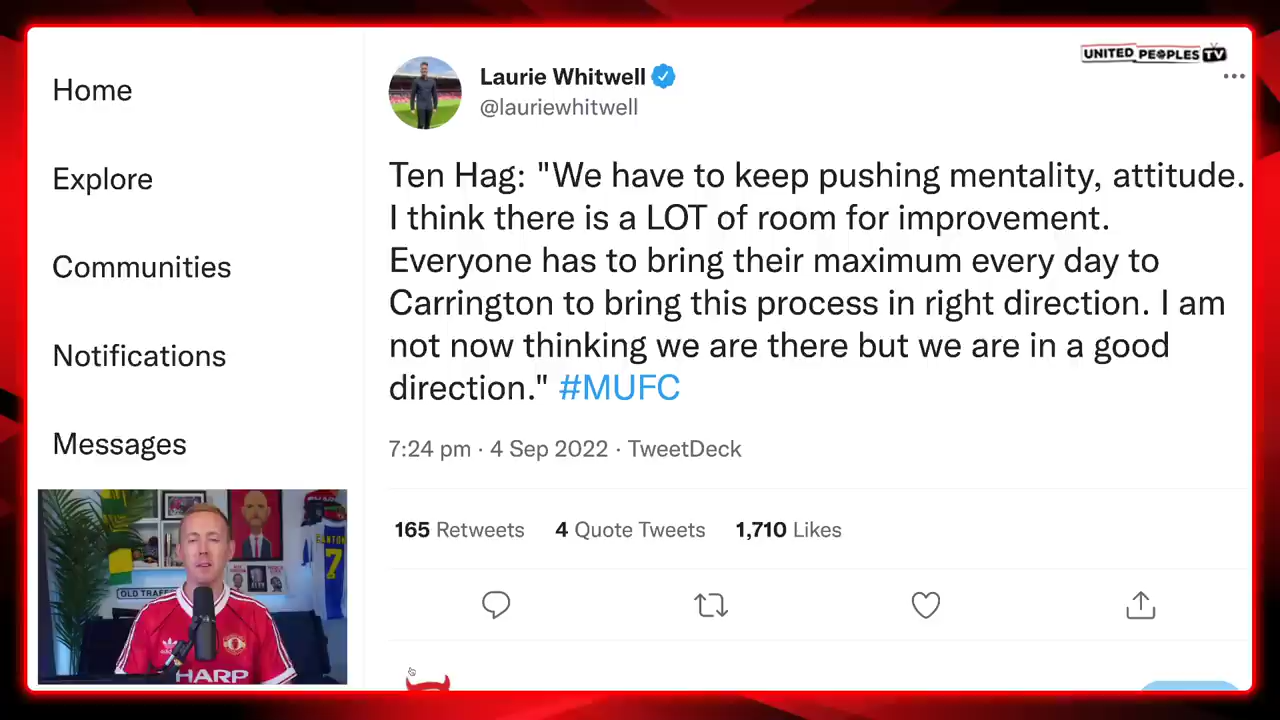 UNITED PEOPLES TV
Home
Explore
Communities
Notifications
Messages
Laurie Whitwell
@lauriewhitwell
Ten Hag: "We have to keep pushing mentality, attitude.
I think there is a LOT of room for improvement.
Everyone has to bring their maximum every day to
Carrington to bring this process in right direction. I am
not now thinking we are there but we are in a good
direction." #MUFC
7:24 pm · 4 Sep 2022 · TweetDeck
165 Retweets 4 Quote Tweets 1,710 Likes
OLD TRAFF
7
SHARP